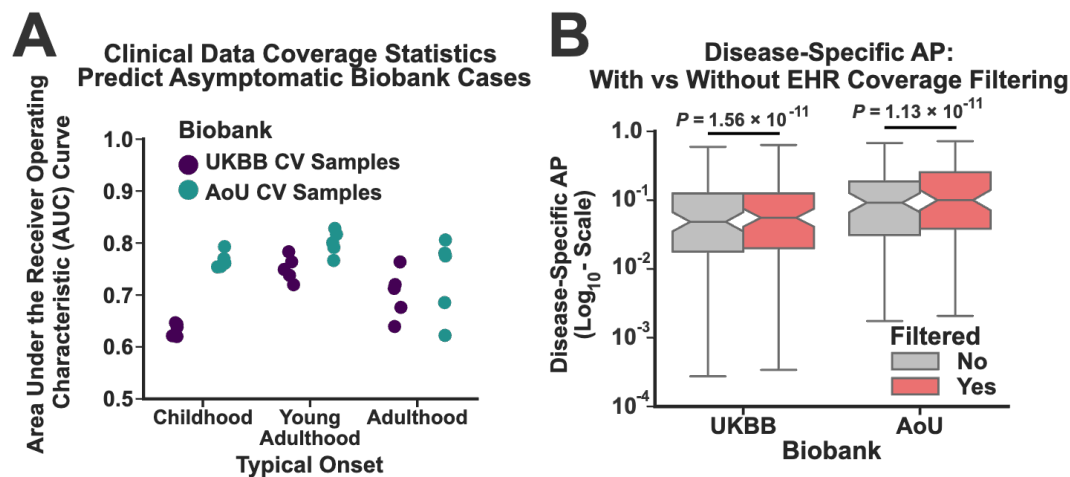 A
Clinical Data Coverage Statistics
Predict Asymptomatic Biobank Cases
Area Under the Receiver Operating
Characteristic (AUC) Curve
1.0
0.9
0.8
0.7
0.6
0.5
Biobank
UKBB CV Samples
AoU CV Samples
Childhood
Young
Adulthood
Adulthood
Typical Onset
B
Disease-Specific AP:
With vs Without EHR Coverage Filtering
P = 1.56 × 10⁻¹¹
P = 1.13 × 10⁻¹¹
Disease-Specific AP
(Log₁₀- Scale)
1.0
10⁻¹
10⁻²
10⁻³
10⁻⁴
Filtered
No
Yes
UKBB
AoU
Biobank